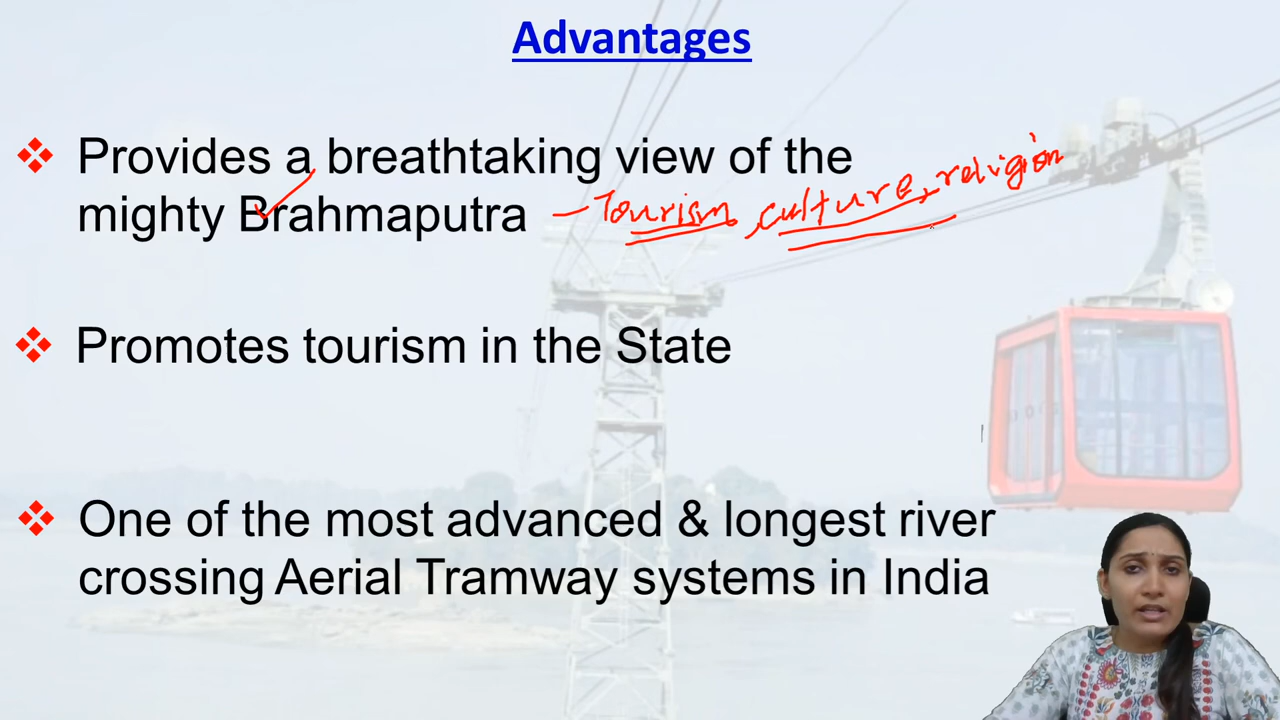 Advantages
❖ Provides a breathtaking view of the
mighty Brahmaputra – Tourism, culture, religion
❖ Promotes tourism in the State
❖ One of the most advanced & longest river
crossing Aerial Tramway systems in India